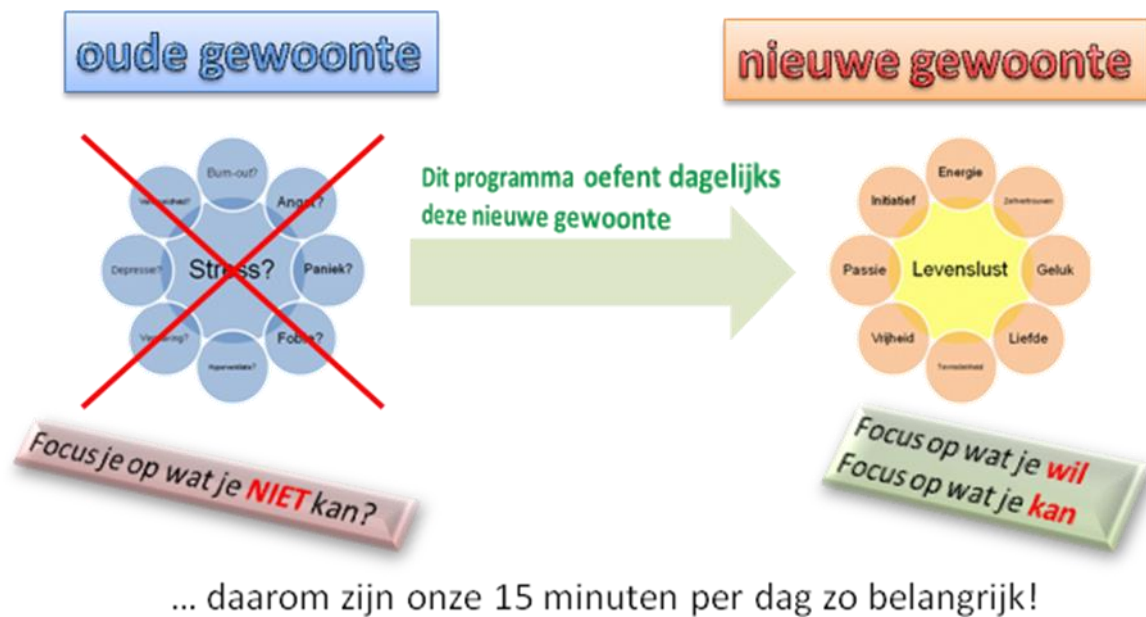 oude gewoonte
nieuwe gewoonte
Dit programma oefent dagelijks
deze nieuwe gewoonte
Burn-out?
Angst?
Paniek?
Fobie?
Hyperventilatie?
Depressie?
Stress?
Energie
Zelfvertrouwen
Geluk
Liefde
Tevredenheid
Vrijheid
Passie
Initiatief
Levenslust
Focus je op wat je NIET kan?
Focus op wat je wil
Focus op wat je kan
... daarom zijn onze 15 minuten per dag zo belangrijk!